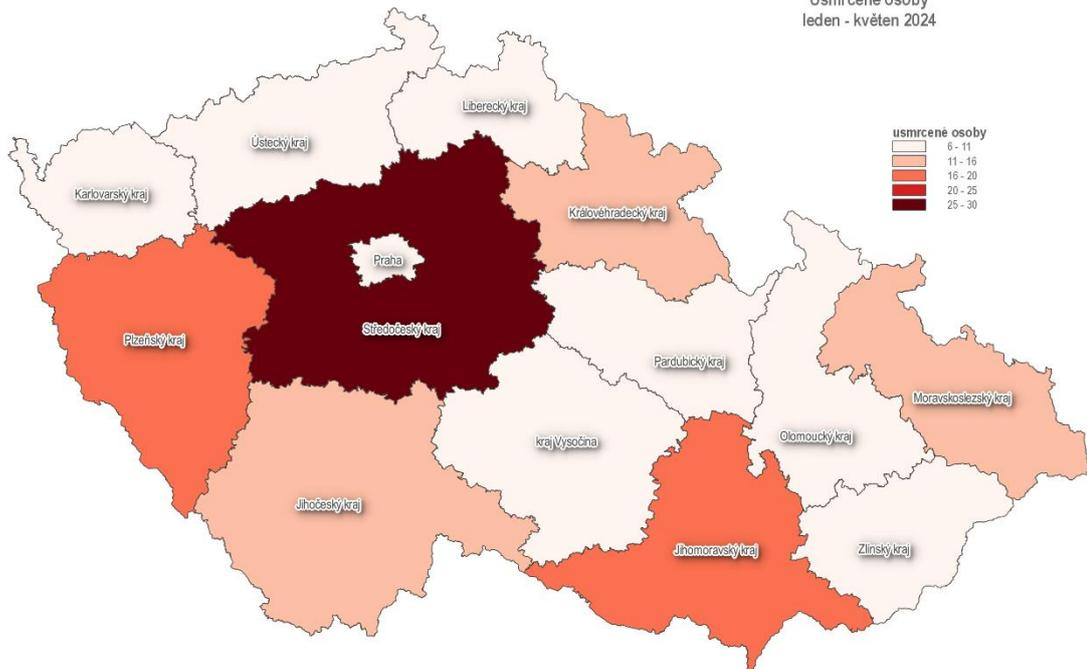 Usmrcené osoby
leden - květen 2024
usmrcené osoby
6 - 11
11 - 16
16 - 20
20 - 25
25 - 30
Liberecký kraj
Ústecký kraj
Karlovarský kraj
Královéhradecký kraj
Praha
Středočeský kraj
Plzeňský kraj
Pardubický kraj
Moravskoslezský kraj
kraj Vysočina
Olomoucký kraj
Jihočeský kraj
Jihomoravský kraj
Zlínský kraj